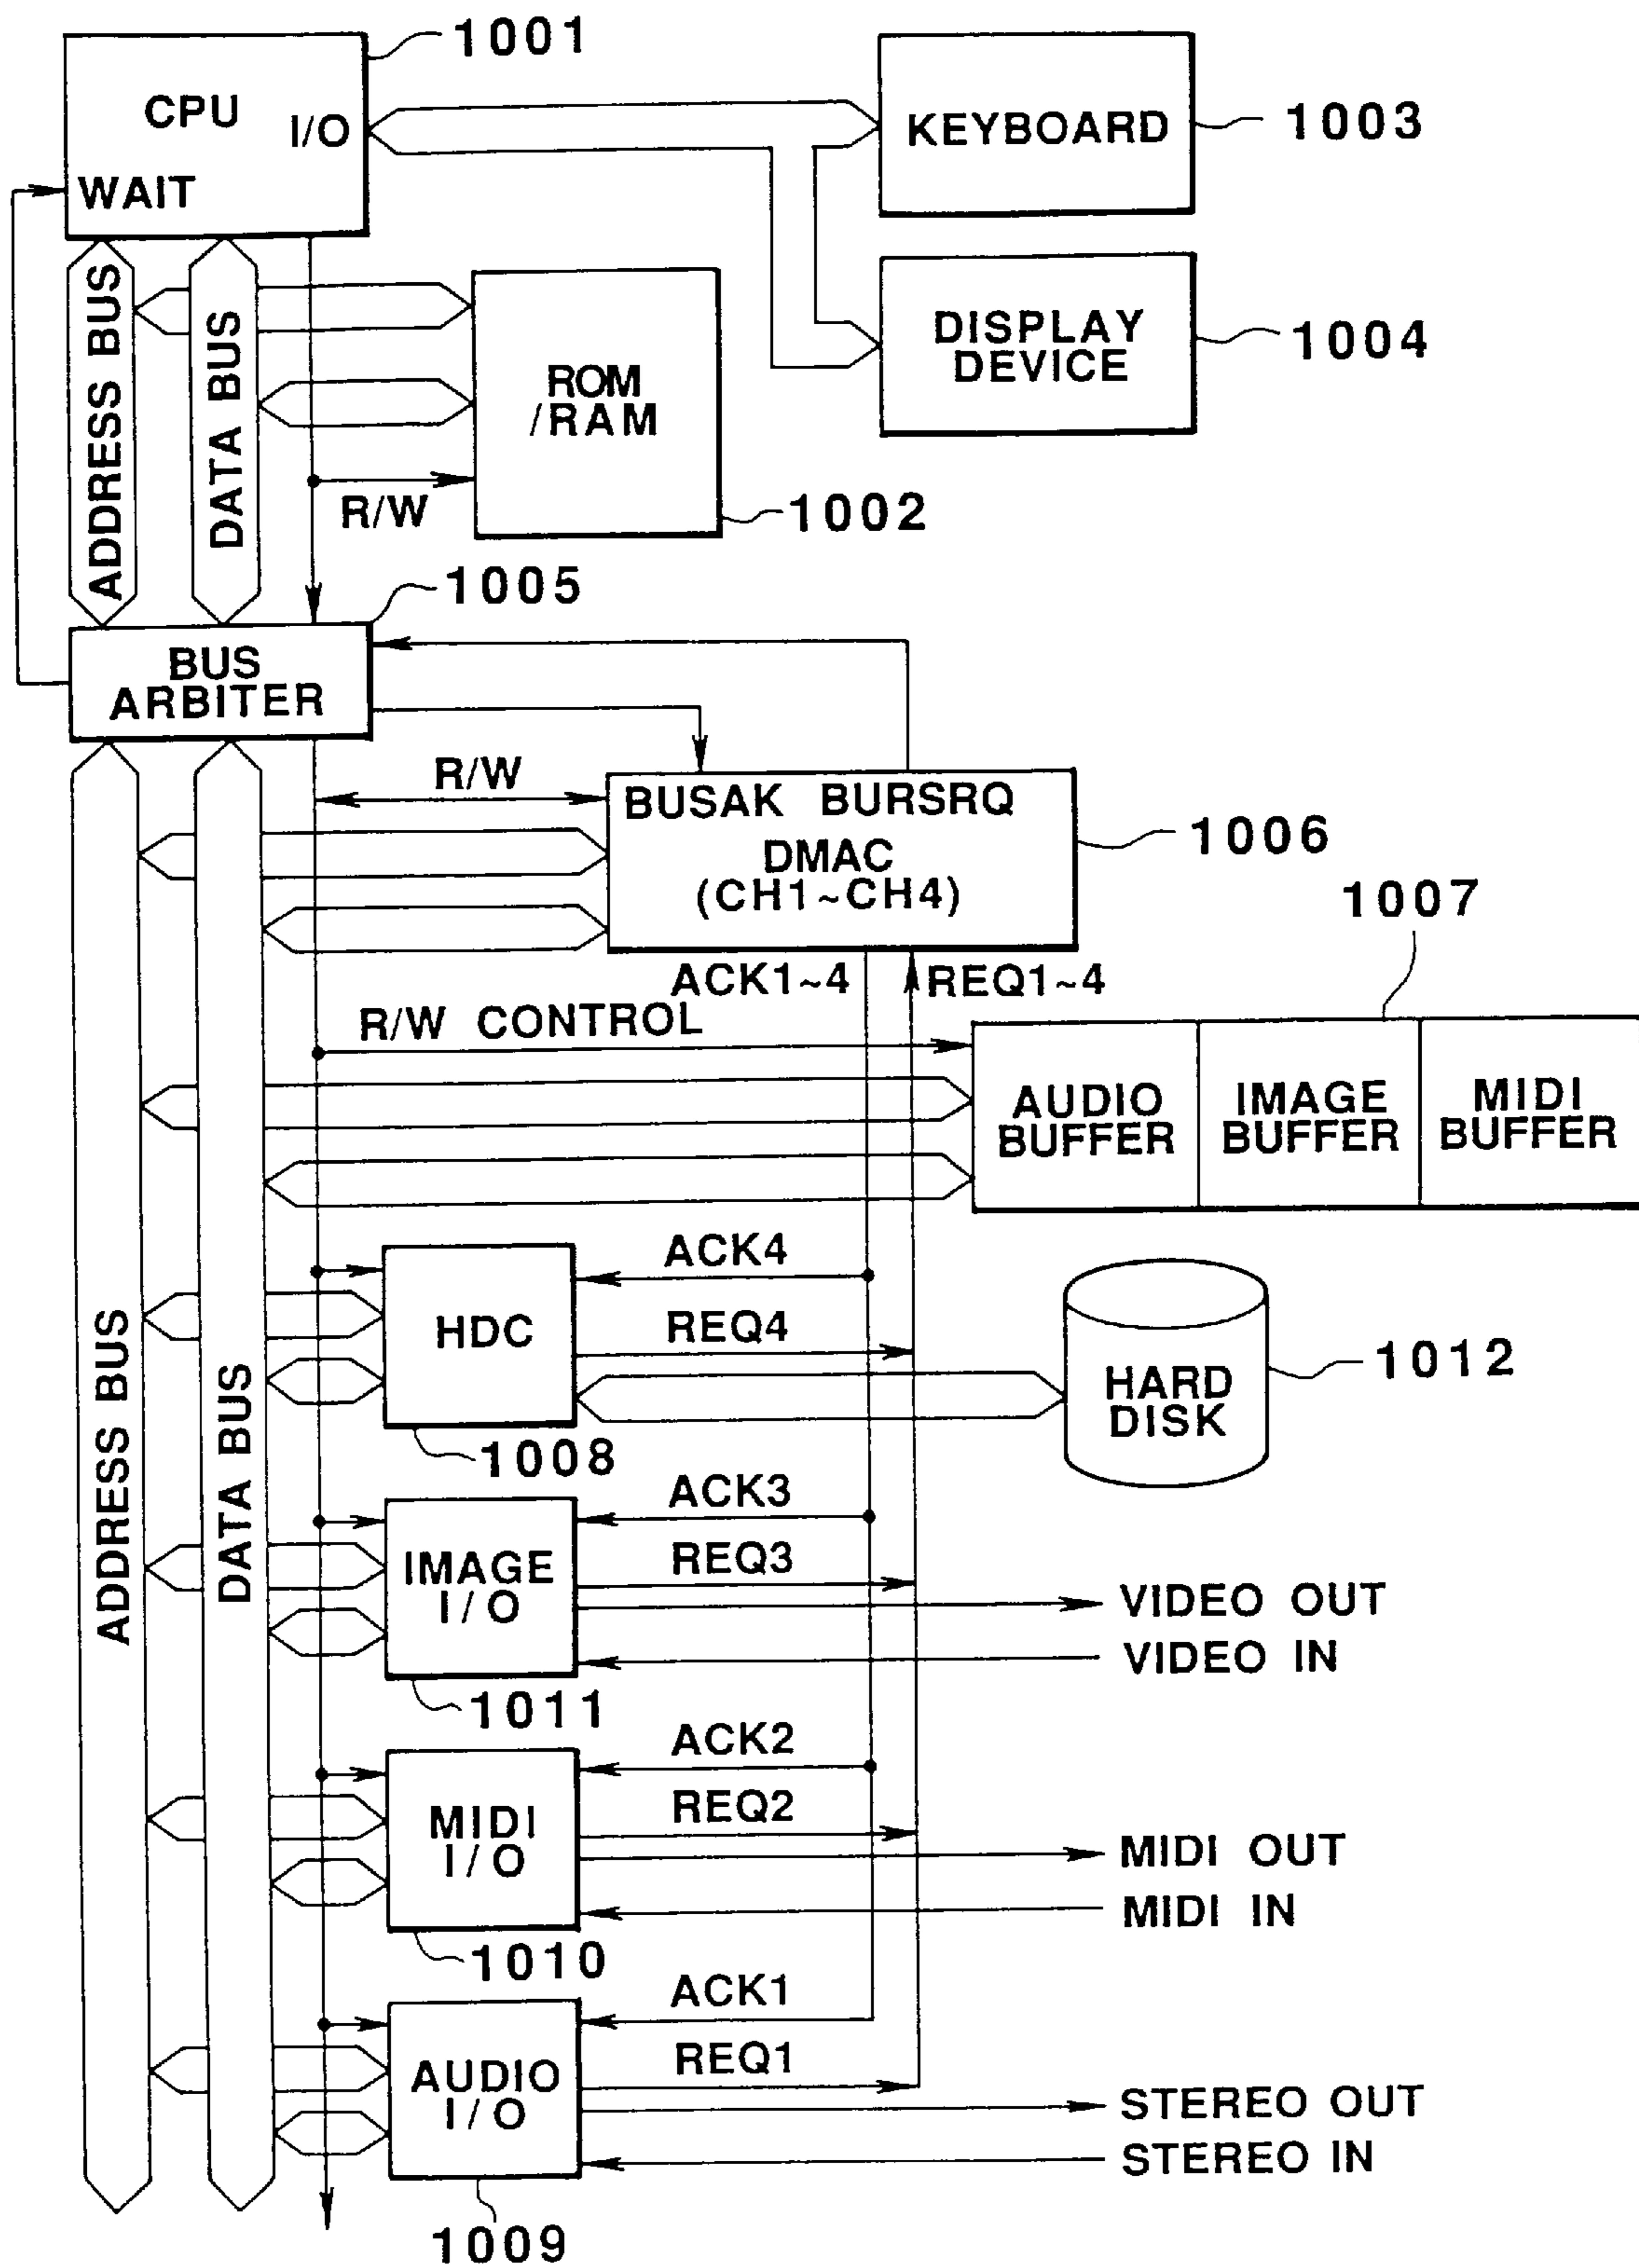 1001
CPU
I/O
WAIT
KEYBOARD
1003
DISPLAY
DEVICE
1004
ADDRESS BUS
DATA BUS
ROM
/RAM
R/W
1002
1005
BUS
ARBITER
R/W
BUSAK BURSRQ
DMAC
(CH1~CH4)
1006
1007
ACK1~4
REQ1~4
R/W CONTROL
AUDIO
BUFFER
IMAGE
BUFFER
MIDI
BUFFER
ADDRESS BUS
DATA BUS
ACK4
HDC
REQ4
1008
HARD
DISK
1012
ACK3
IMAGE
I/O
REQ3
VIDEO OUT
VIDEO IN
1011
ACK2
MIDI
I/O
REQ2
MIDI OUT
MIDI IN
1010
ACK1
AUDIO
I/O
REQ1
STEREO OUT
STEREO IN
1009